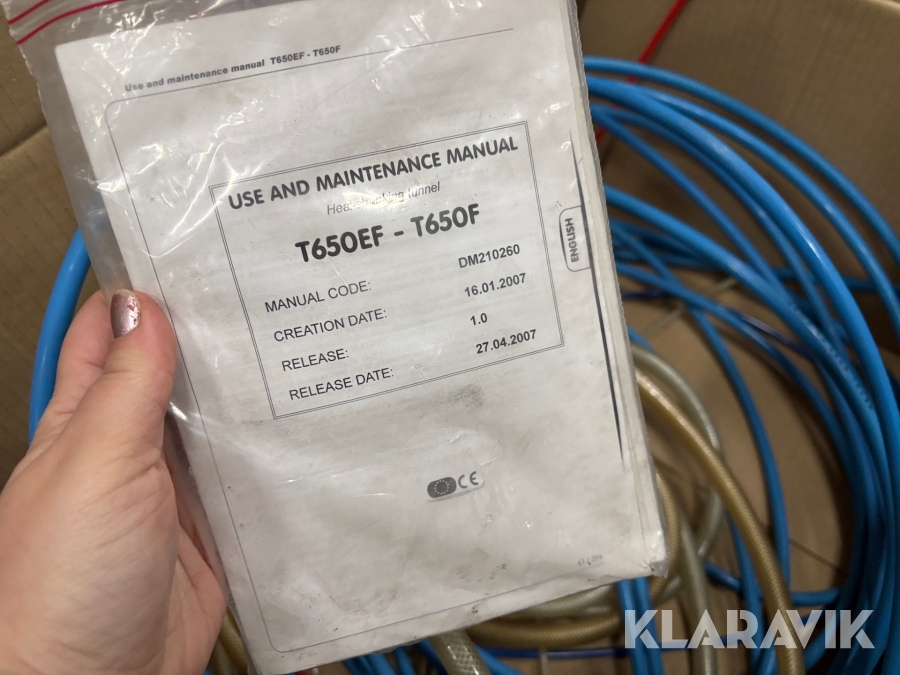 Use and maintenance manual T650EF - T650F
USE AND MAINTENANCE MANUAL
tunnel
T650EF - T650F
MANUAL CODE: DM210260
CREATION DATE: 16.01.2007
RELEASE: 1.0
RELEASE DATE: 27.04.2007
ENGLISH
CE
KLARAVIK